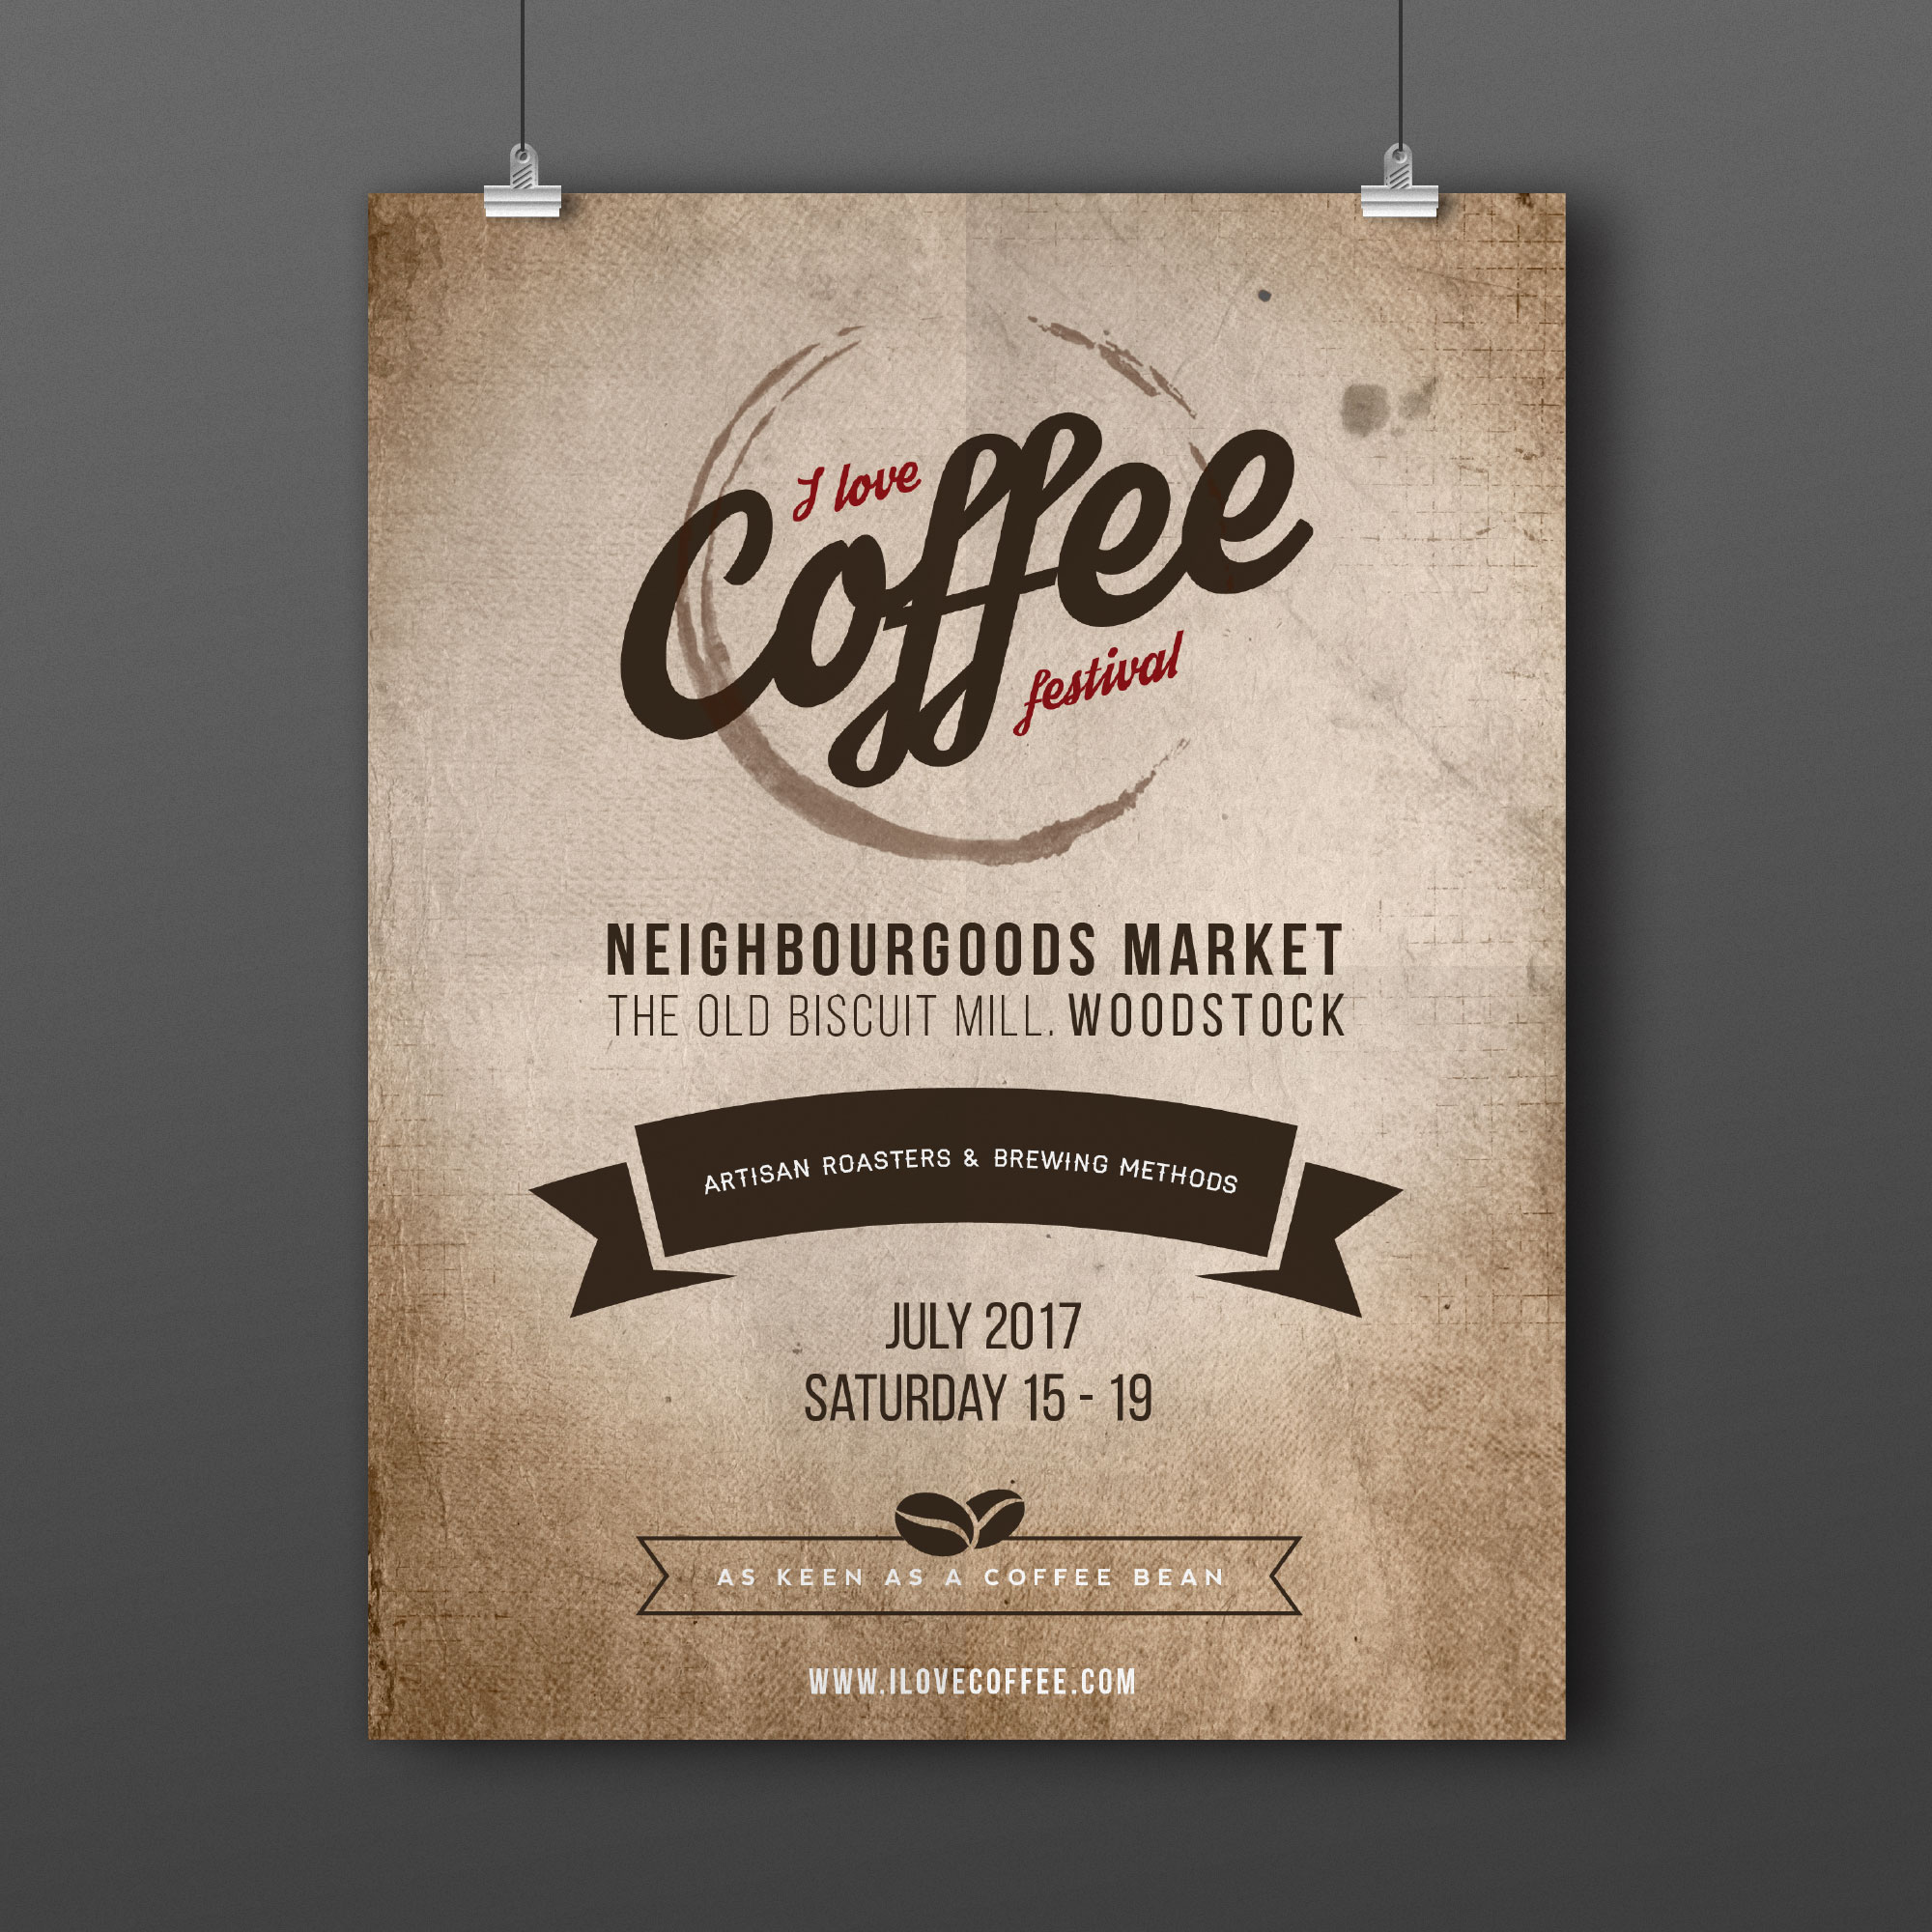 I love
Coffee
festival
NEIGHBOURGOODS MARKET
THE OLD BISCUIT MILL. WOODSTOCK
ARTISAN ROASTERS & BREWING METHODS
JULY 2017
SATURDAY 15 - 19
AS KEEN AS A COFFEE BEAN
WWW.ILOVECOFFEE.COM